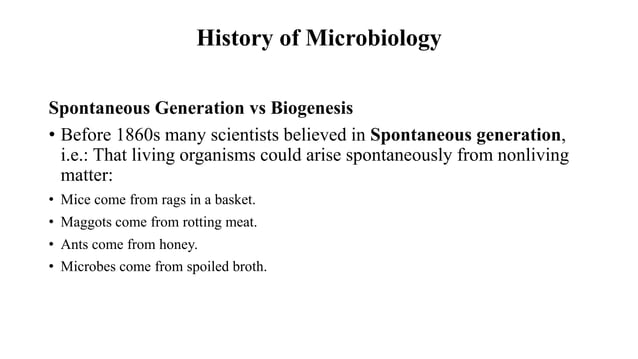 History of Microbiology
Spontaneous Generation vs Biogenesis
• Before 1860s many scientists believed in Spontaneous generation,
i.e.: That living organisms could arise spontaneously from nonliving
matter:
• Mice come from rags in a basket.
• Maggots come from rotting meat.
• Ants come from honey.
• Microbes come from spoiled broth.